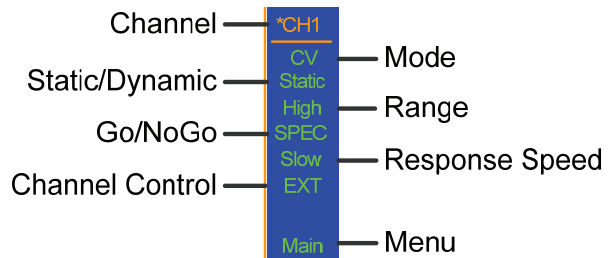 Channel
*CH1
CV
Mode
Static/Dynamic
Static
High
Range
Go/NoGo
SPEC
Slow
Response Speed
Channel Control
EXT
Main
Menu